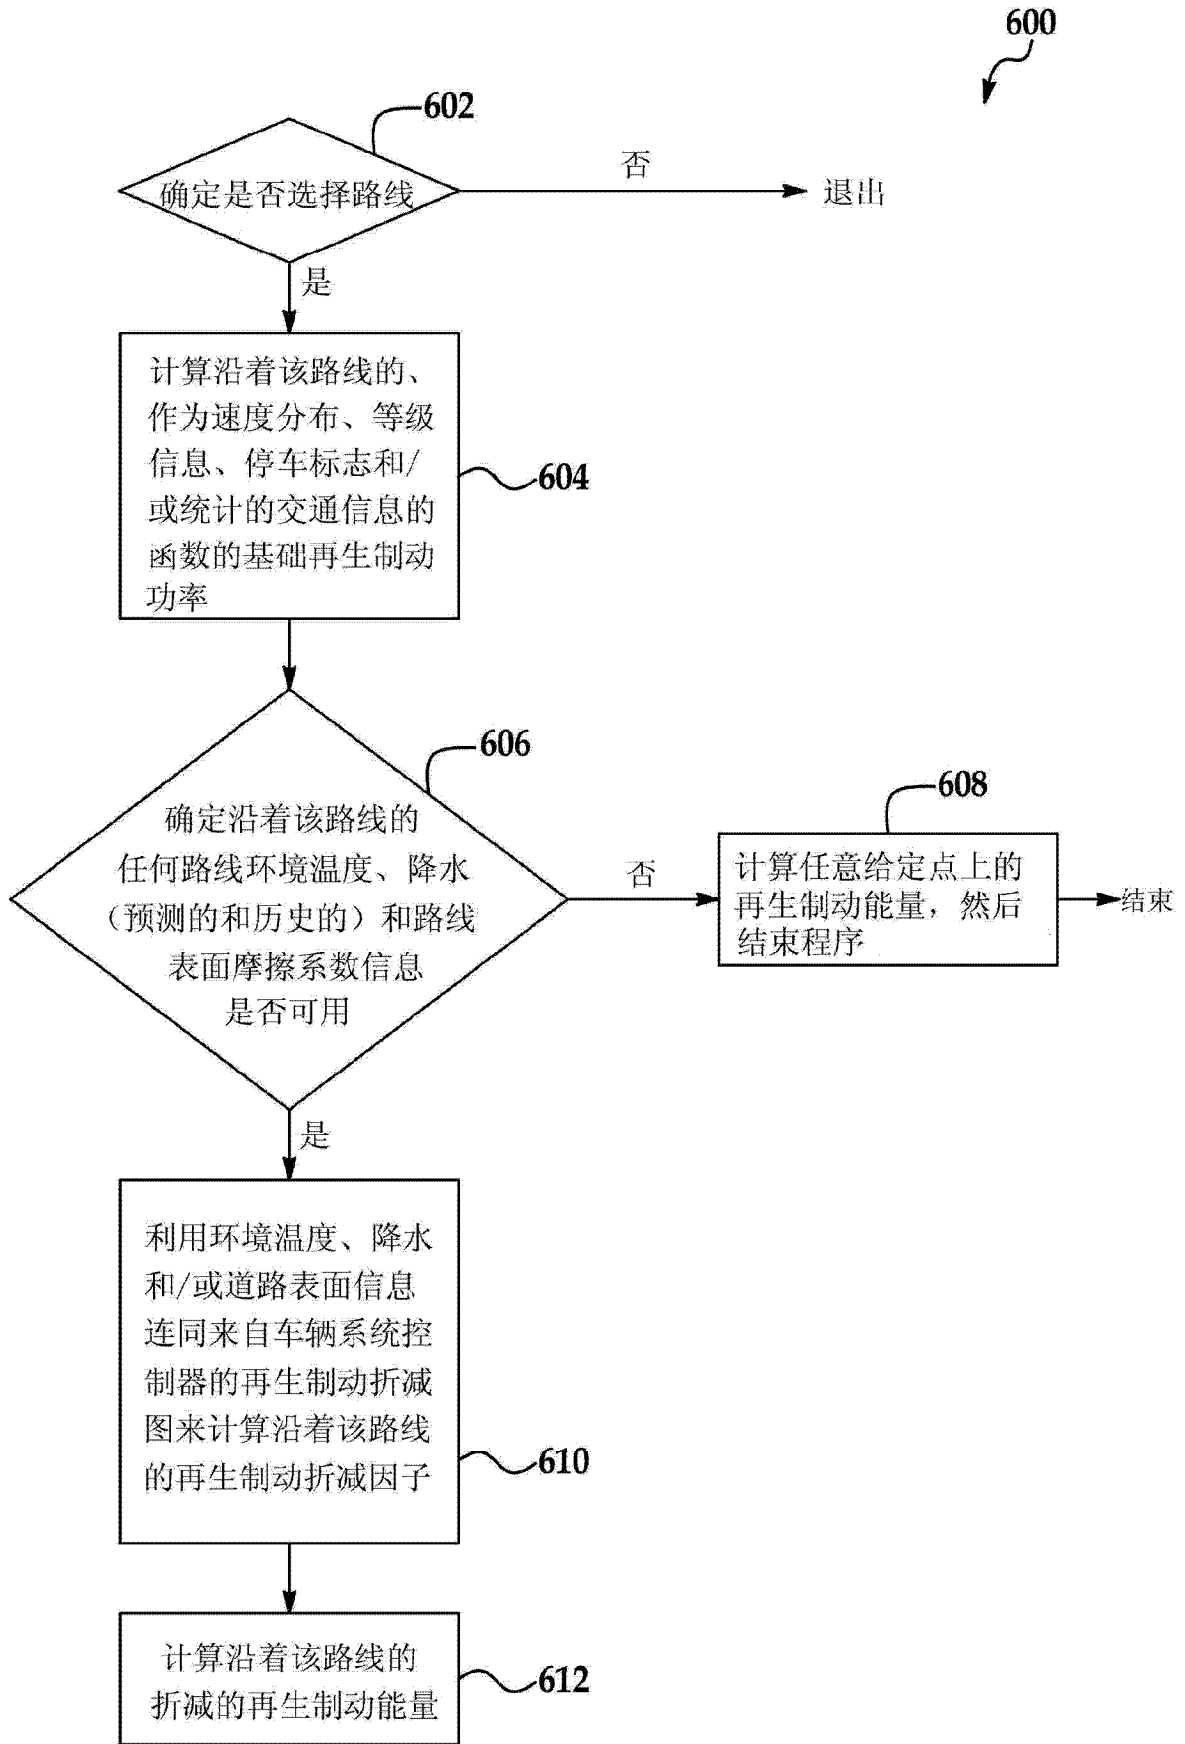 600
602
确定是否选择路线
否
退出
是
计算沿着该路线的、
作为速度分布、等级
信息、停车标志和/
或统计的交通信息的
函数的基础再生制动
功率
604
606
确定沿着该路线的
任何路线环境温度、降水
（预测的和历史的）和路线
表面摩擦系数信息
是否可用
否
608
计算任意给定点上的
再生制动能量，然后
结束程序
结束
是
利用环境温度、降水
和/或道路表面信息
连同来自车辆系统控
制器的再生制动折减
图来计算沿着该路线
的再生制动折减因子
610
计算沿着该路线的
折减的再生制动能量
612